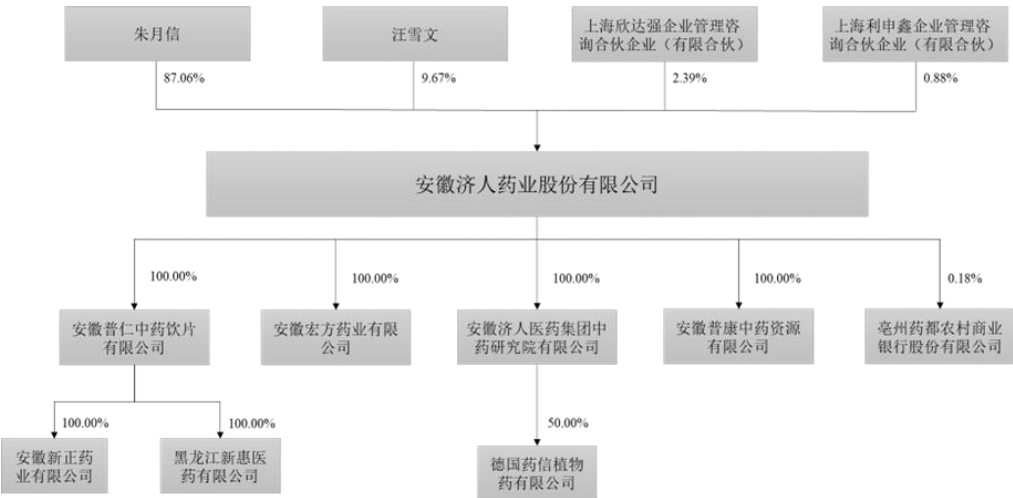 朱月信
汪雪文
上海欣达强企业管理咨
询合伙企业（有限合伙）
上海利申鑫企业管理咨
询合伙企业（有限合伙）
87.06%
9.67%
2.39%
0.88%
安徽济人药业股份有限公司
100.00%
100.00%
100.00%
100.00%
0.18%
安徽普仁中药饮片
有限公司
安徽宏方药业有限
公司
安徽济人医药集团中
药研究院有限公司
安徽普康中药资源
有限公司
亳州药都农村商业
银行股份有限公司
100.00%
100.00%
50.00%
安徽新正药
业有限公司
黑龙江新惠医
药有限公司
德国药信植物
药有限公司